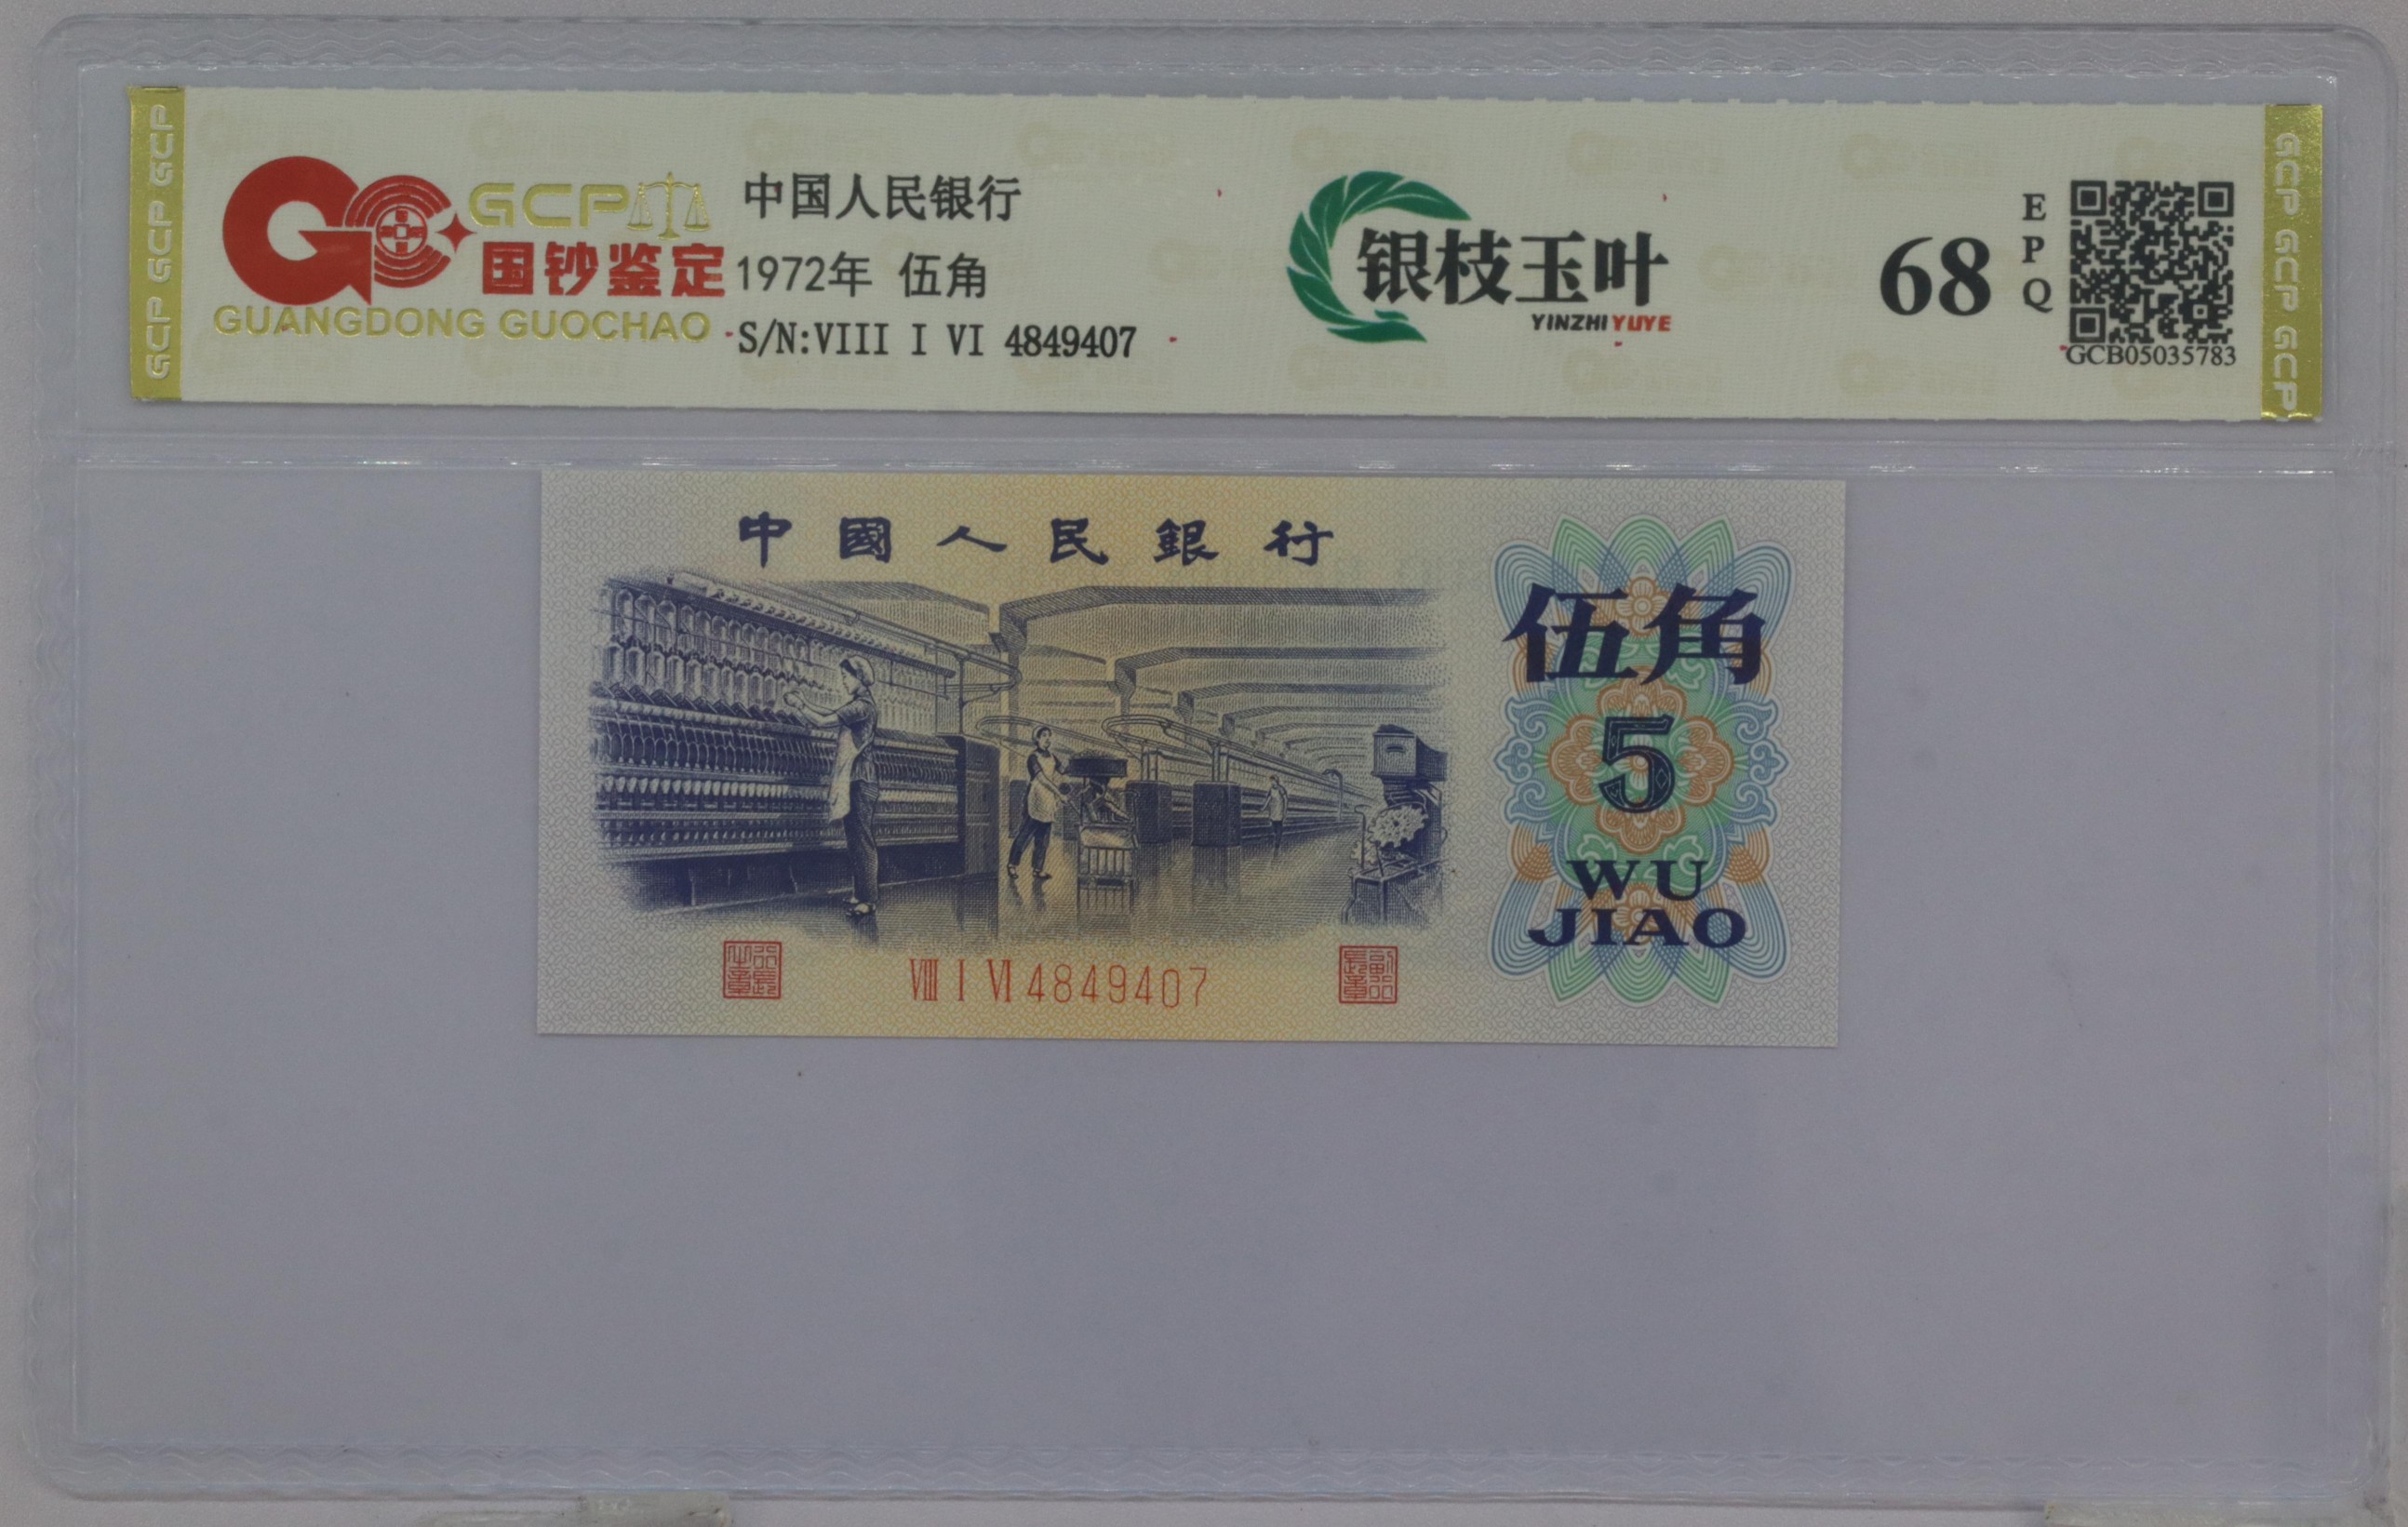 GCP GCP GCP
GCP
国钞鉴定
GUANGDONG GUOCHAO
中国人民银行
1972年 伍角
S/N:VIII I VI 4849407
银枝玉叶
YINZHIYUYE
68
EPQ
GCB05035783
GCP GCP GCP
中國人民銀行
伍角
5
WU
JIAO
VIII I VI 4849407